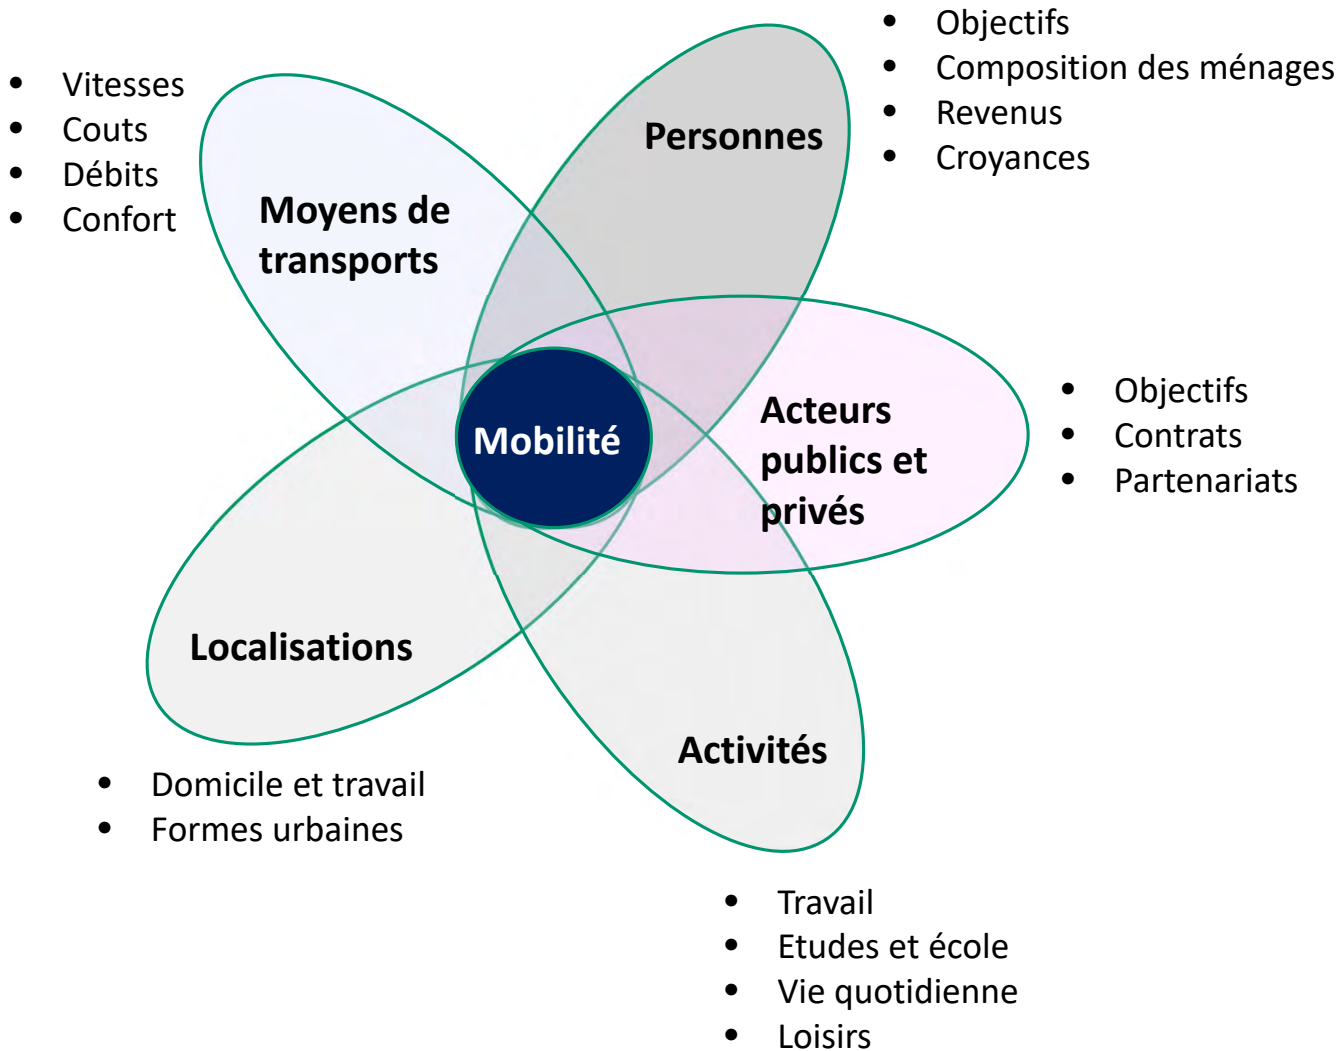 • Objectifs
• Composition des ménages
• Revenus
• Croyances
• Vitesses
• Couts
• Débits
• Confort
Personnes
Moyens de
transports
• Objectifs
• Contrats
• Partenariats
Acteurs
publics et
privés
Mobilité
Localisations
Activités
• Domicile et travail
• Formes urbaines
• Travail
• Etudes et école
• Vie quotidienne
• Loisirs